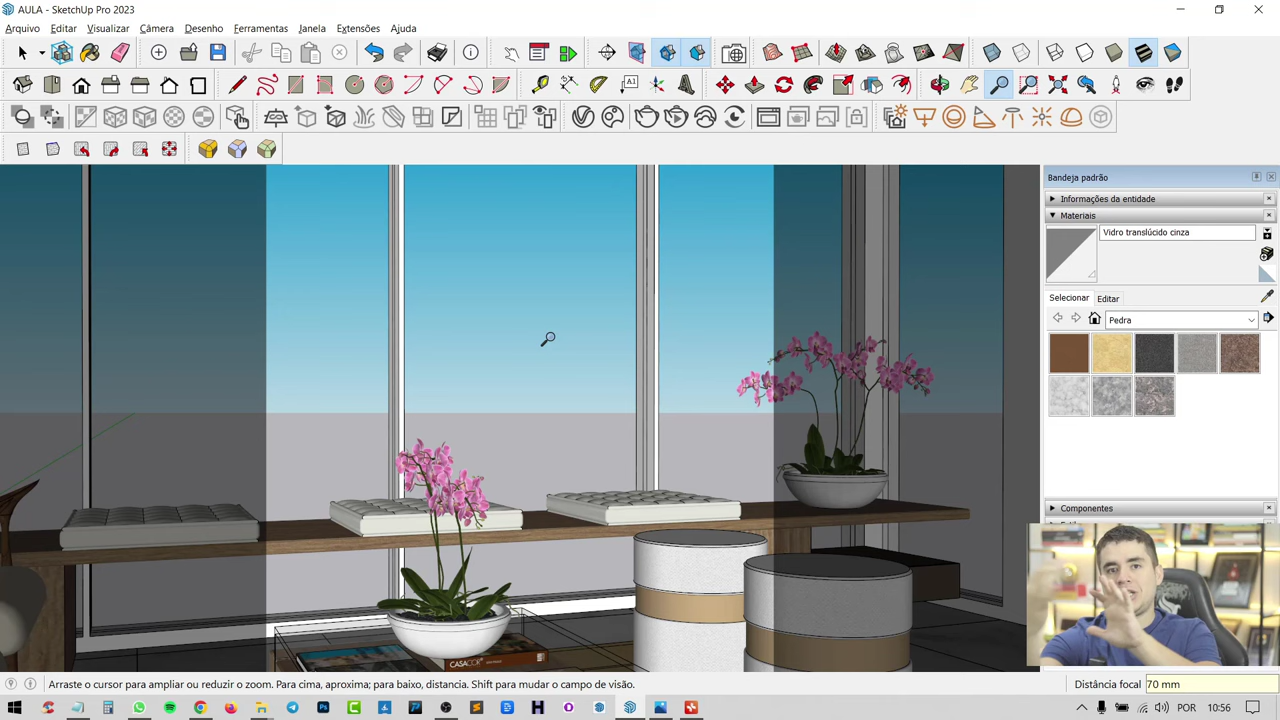 AULA - SketchUp Pro 2023
Arquivo Editar Visualizar Câmera Desenho Ferramentas Janela Extensões Ajuda
A1
Bandeja padrão
Informações da entidade
Materiais
Vidro translúcido cinza
Selecionar Editar
Pedra
Componentes
CASACOR
Arraste o cursor para ampliar ou reduzir o zoom. Para cima, aproxima; para baixo, distancia. Shift para mudar o campo de visão.
Distância focal 70 mm
POR 10:56